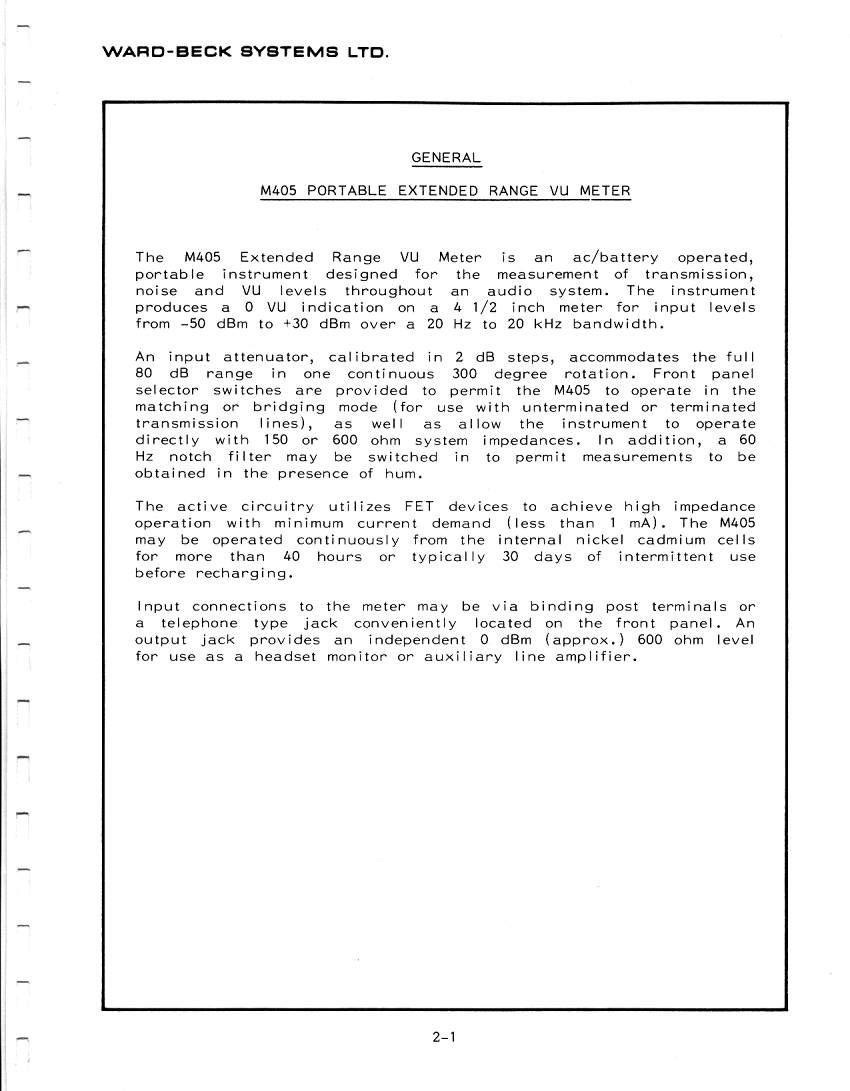 WARD-BECK SYSTEMS LTD.
GENERAL
M405 PORTABLE EXTENDED RANGE VU METER
The M405 Extended Range VU Meter is an ac/battery operated,
portable instrument designed for the measurement of transmission,
noise and VU levels throughout an audio system. The instrument
produces a 0 VU indication on a 4 1/2 inch meter for input levels
from -50 dBm to +30 dBm over a 20 Hz to 20 kHz bandwidth.
An input attenuator, calibrated in 2 dB steps, accommodates the full
80 dB range in one continuous 300 degree rotation. Front panel
selector switches are provided to permit the M405 to operate in the
matching or bridging mode (for use with unterminated or terminated
transmission lines), as well as allow the instrument to operate
directly with 150 or 600 ohm system impedances. In addition, a 60
Hz notch filter may be switched in to permit measurements to be
obtained in the presence of hum.
The active circuitry utilizes FET devices to achieve high impedance
operation with minimum current demand (less than 1 mA). The M405
may be operated continuously from the internal nickel cadmium cells
for more than 40 hours or typically 30 days of intermittent use
before recharging.
Input connections to the meter may be via binding post terminals or
a telephone type jack conveniently located on the front panel. An
output jack provides an independent 0 dBm (approx.) 600 ohm level
for use as a headset monitor or auxiliary line amplifier.
2-1